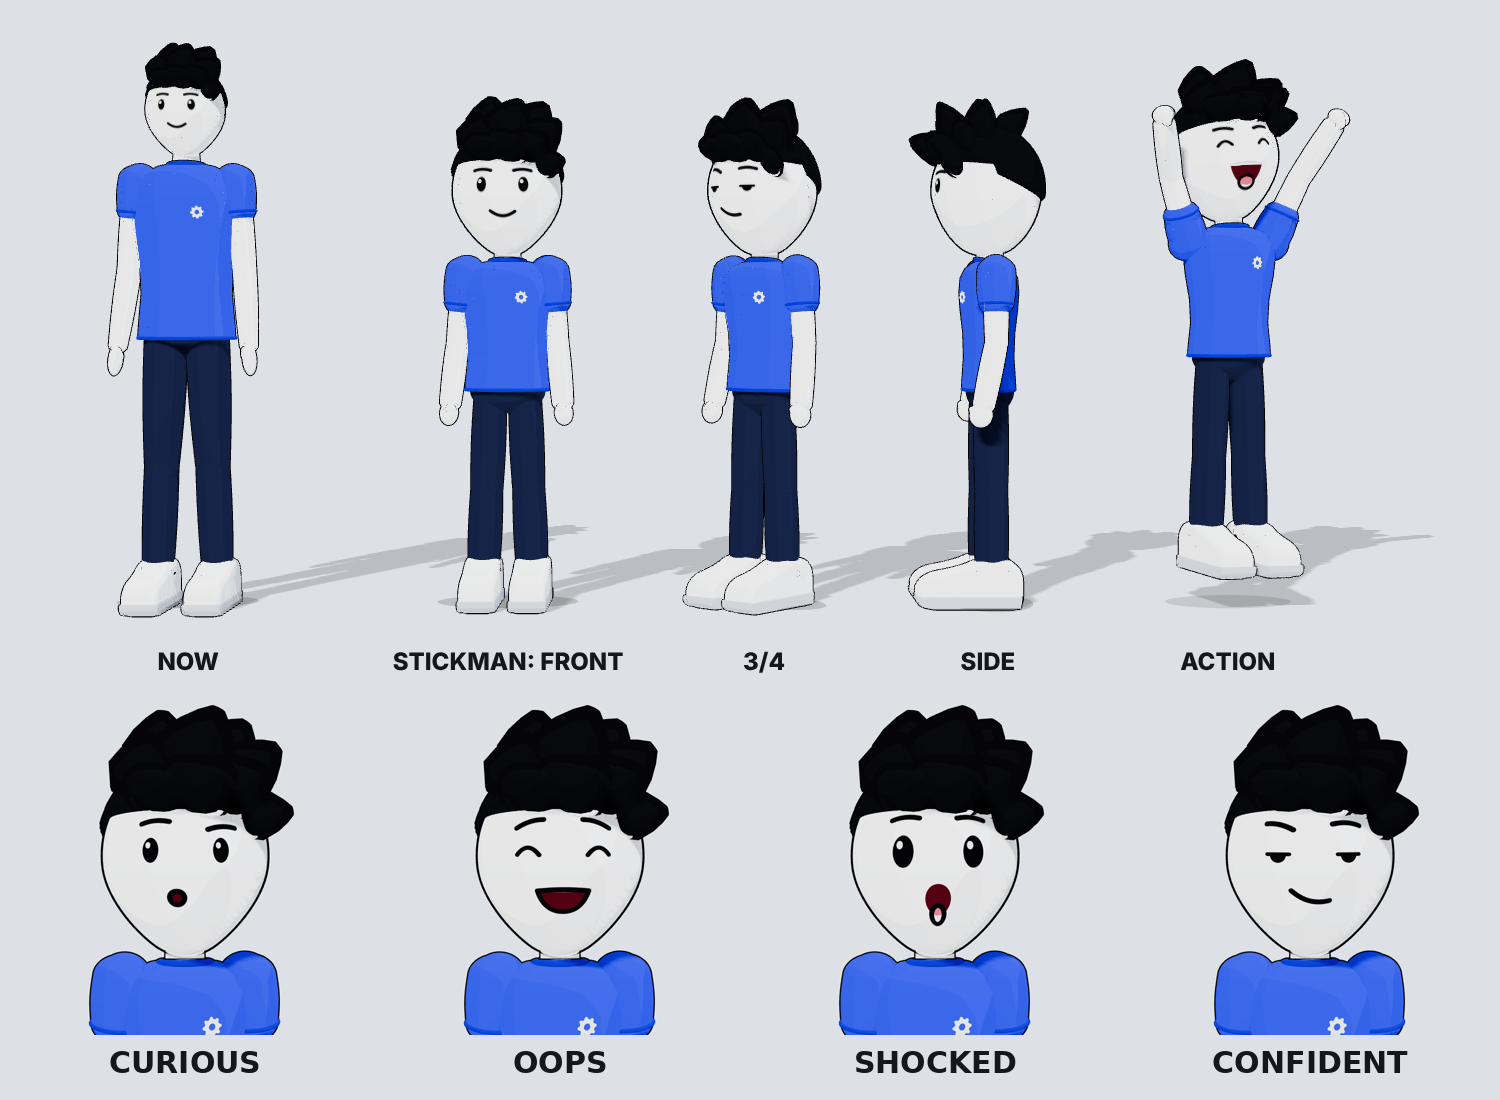 NOW
STICKMAN: FRONT
3/4
SIDE
ACTION
CURIOUS
OOPS
SHOCKED
CONFIDENT